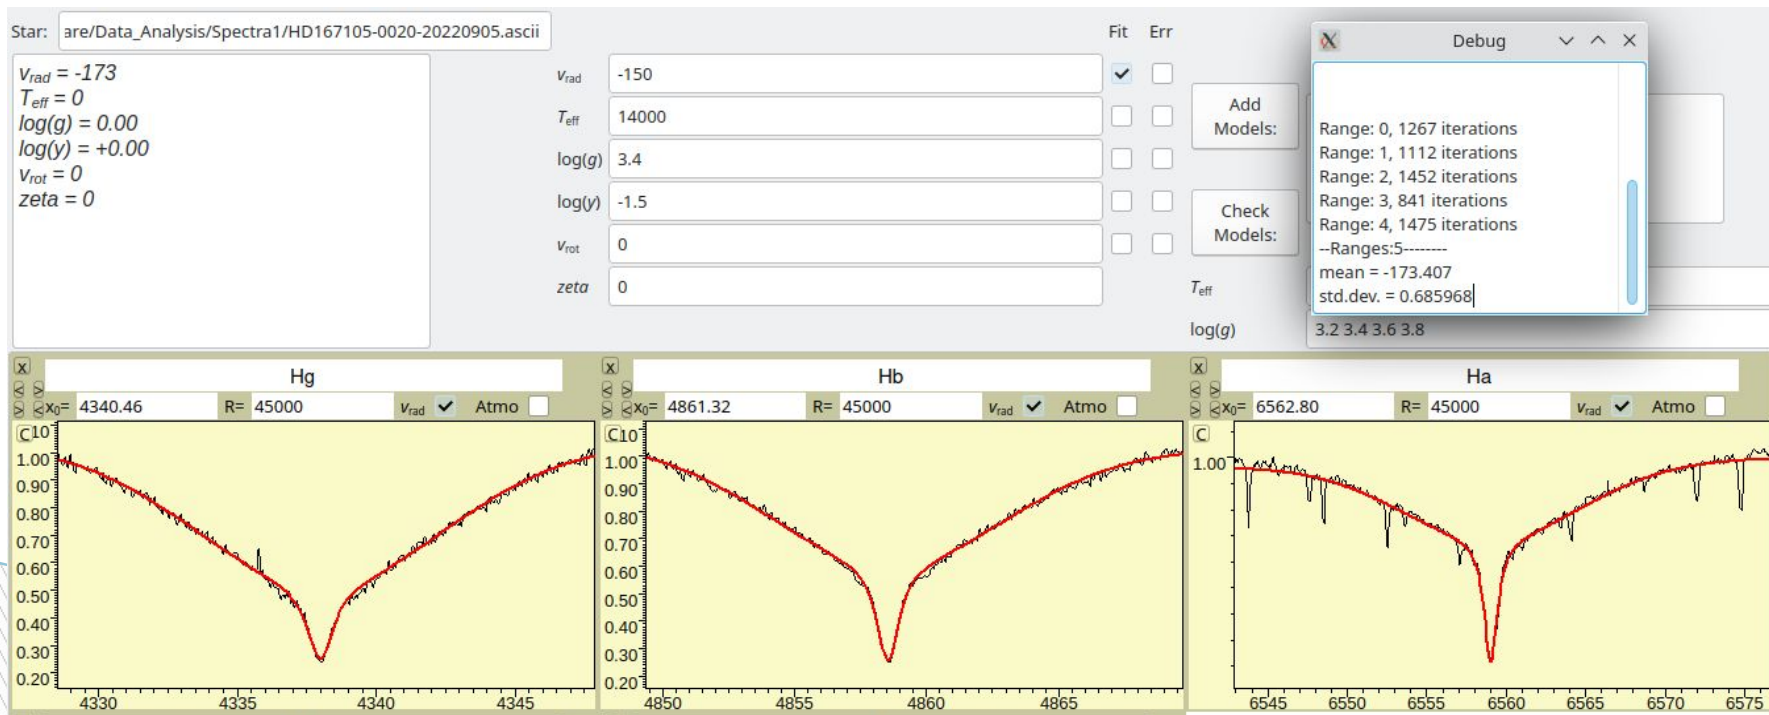 Star: are/Data_Analysis/Spectra1/HD167105-0020-20220905.ascii
Fit Err
Debug
vrad = -173
Teff = 0
log(g) = 0.00
log(y) = +0.00
vrot = 0
zeta = 0
vrad -150
Teff 14000
log(g) 3.4
log(y) -1.5
vrot 0
zeta 0
Add
Models:
Check
Models:
Range: 0, 1267 iterations
Range: 1, 1112 iterations
Range: 2, 1452 iterations
Range: 3, 841 iterations
Range: 4, 1475 iterations
--Ranges:5--------
mean = -173.407
std.dev. = 0.685968
Teff
log(g) 3.2 3.4 3.6 3.8
x
Hg
< >
> < x0= 4340.46 R= 45000 vrad Atmo
C
10
1.00
0.90
0.80
0.70
0.60
0.50
0.40
0.30
0.20
4330 4335 4340 4345
x
Hb
< >
> < x0= 4861.32 R= 45000 vrad Atmo
C
10
1.00
0.90
0.80
0.70
0.60
0.50
0.40
0.30
0.20
4850 4855 4860 4865
x
Ha
< >
> < x0= 6562.80 R= 45000 vrad Atmo
C
1.00
6545 6550 6555 6560 6565 6570 6575